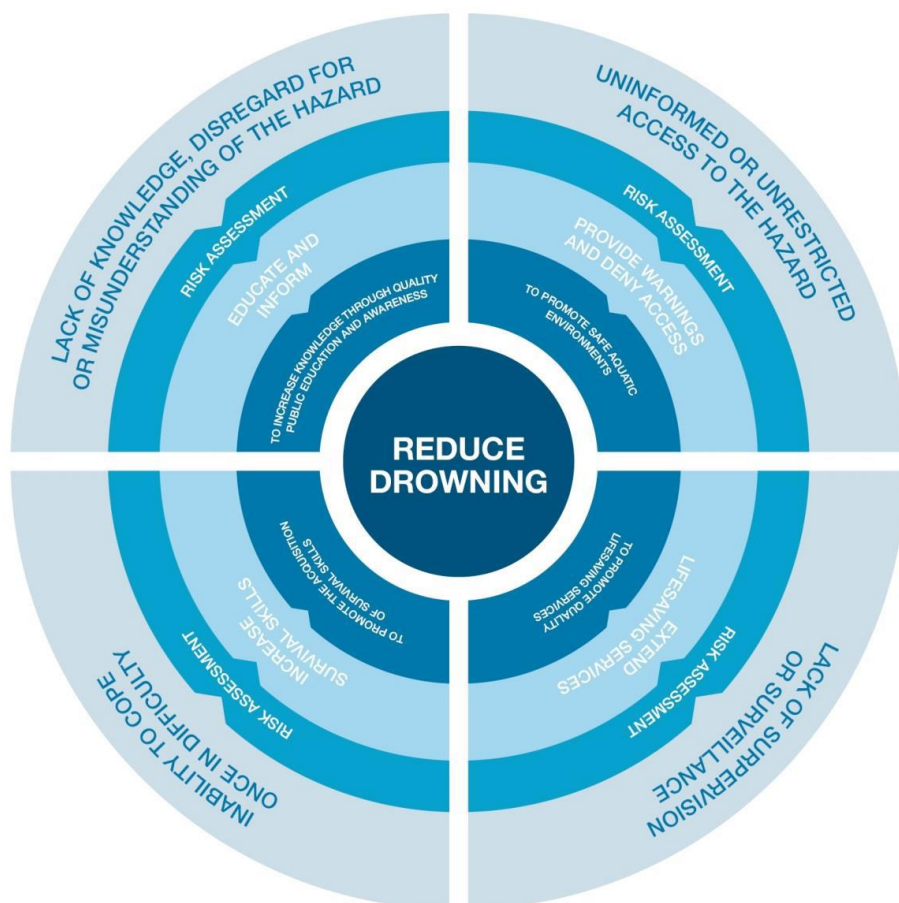 LACK OF KNOWLEDGE, DISREGARD FOR
OR MISUNDERSTANDING OF THE HAZARD
RISK ASSESSMENT
EDUCATE AND
INFORM
TO INCREASE KNOWLEDGE THROUGH QUALITY
PUBLIC EDUCATION AND AWARENESS
UNINFORMED OR UNRESTRICTED
ACCESS TO THE HAZARD
RISK ASSESSMENT
PROVIDE WARNINGS
AND DENY ACCESS
TO PROMOTE SAFE AQUATIC
ENVIRONMENTS
REDUCE
DROWNING
INABILITY TO COPE
ONCE IN DIFFICULTY
RISK ASSESSMENT
INCREASE
SURVIVAL SKILLS
TO PROMOTE THE ACQUISITION
OF SURVIVAL SKILLS
LACK OF SURPERVISION
OR SURVEILLANCE
RISK ASSESSMENT
EXTEND
LIFESAVING SERVICES
TO PROMOTE QUALITY
LIFESAVING SERVICES